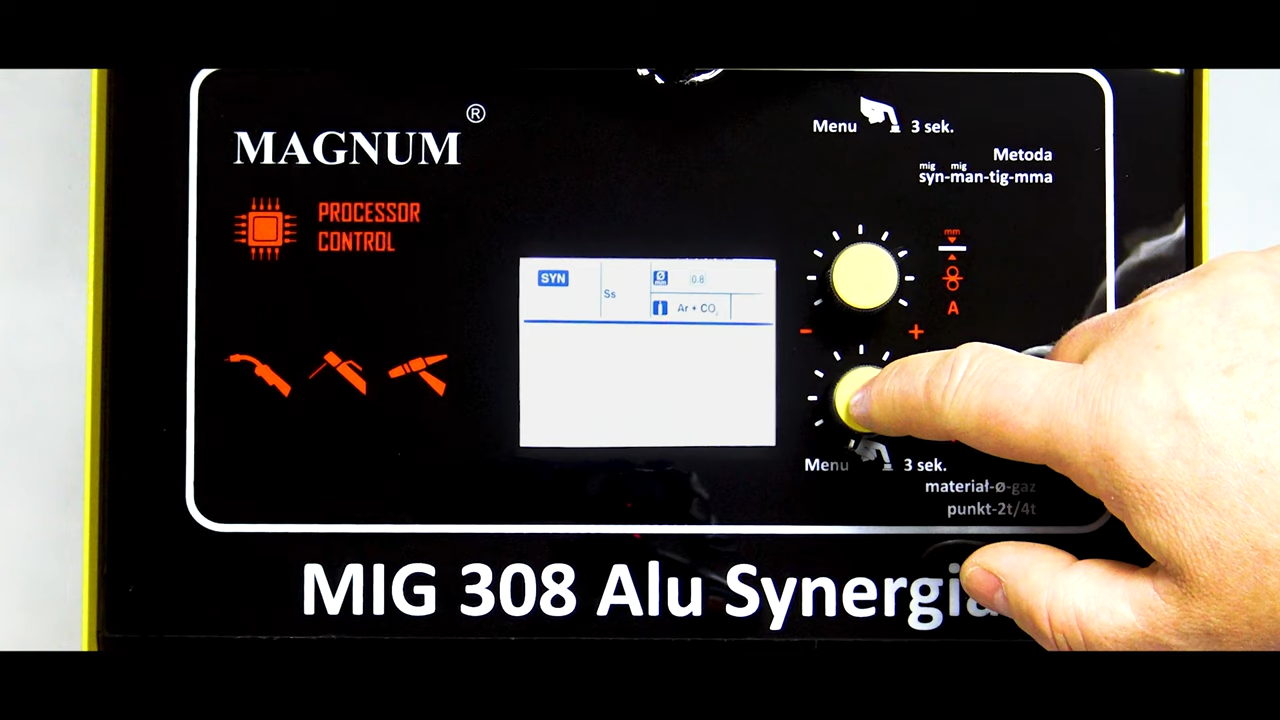 MAGNUM ®
PROCESSOR
CONTROL
Menu 3 sek.
Metoda
mig mig
syn-man-tig-mma
SYN
Ss
ø
0.8
Ar + CO2
mm
A
- +
Menu 3 sek.
materiał-ø-gaz
punkt-2t/4t
MIG 308 Alu Synergia